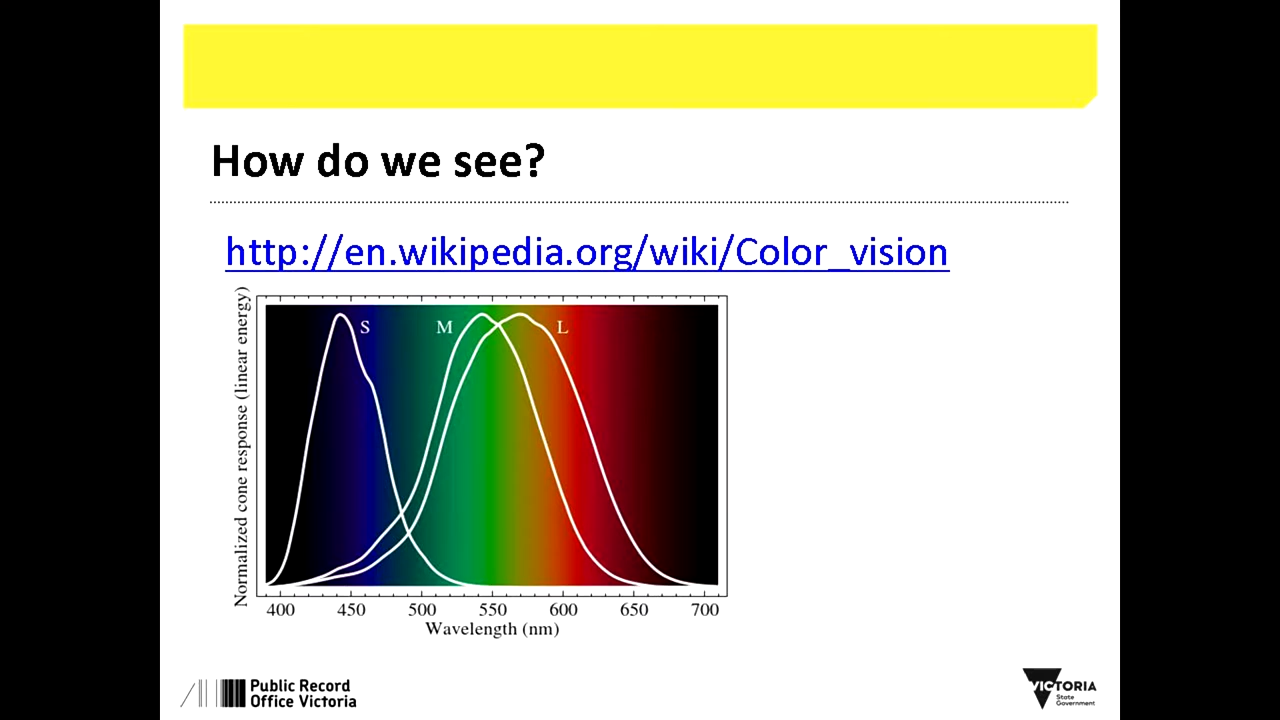 How do we see?
http://en.wikipedia.org/wiki/Color_vision
Normalized cone response (linear energy)
S M L
400 450 500 550 600 650 700
Wavelength (nm)
Public Record
Office Victoria
VICTORIA
State
Government